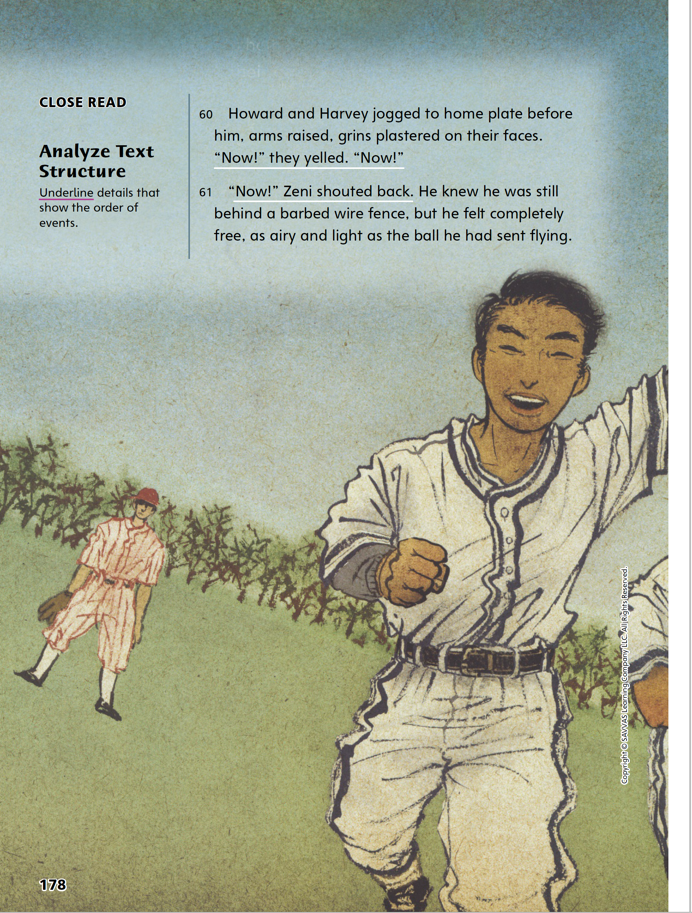 CLOSE READ
Analyze Text
Structure
Underline details that
show the order of
events.
60 Howard and Harvey jogged to home plate before
him, arms raised, grins plastered on their faces.
“Now!” they yelled. “Now!”
61 “Now!” Zeni shouted back. He knew he was still
behind a barbed wire fence, but he felt completely
free, as airy and light as the ball he had sent flying.
Copyright © SAVVAS Learning Company LLC. All Rights Reserved.
178